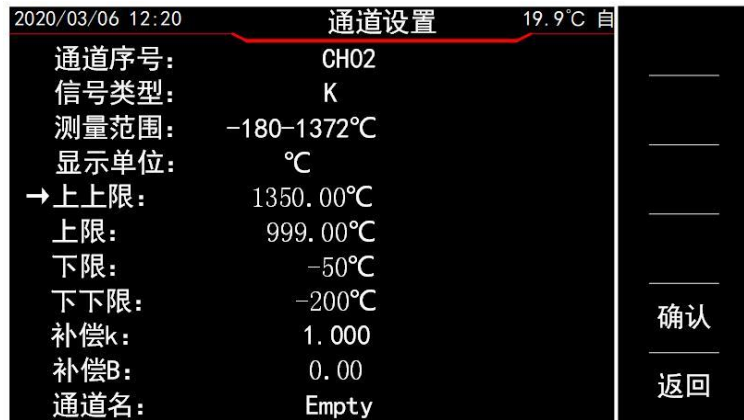 2020/03/06 12:20 通道设置 19.9℃ 自
通道序号: CH02
信号类型: K
测量范围: -180-1372℃
显示单位: ℃
→上上限: 1350.00℃
上限: 999.00℃
下限: -50℃
下下限: -200℃
补偿k: 1.000
补偿B: 0.00
通道名: Empty
确认
返回